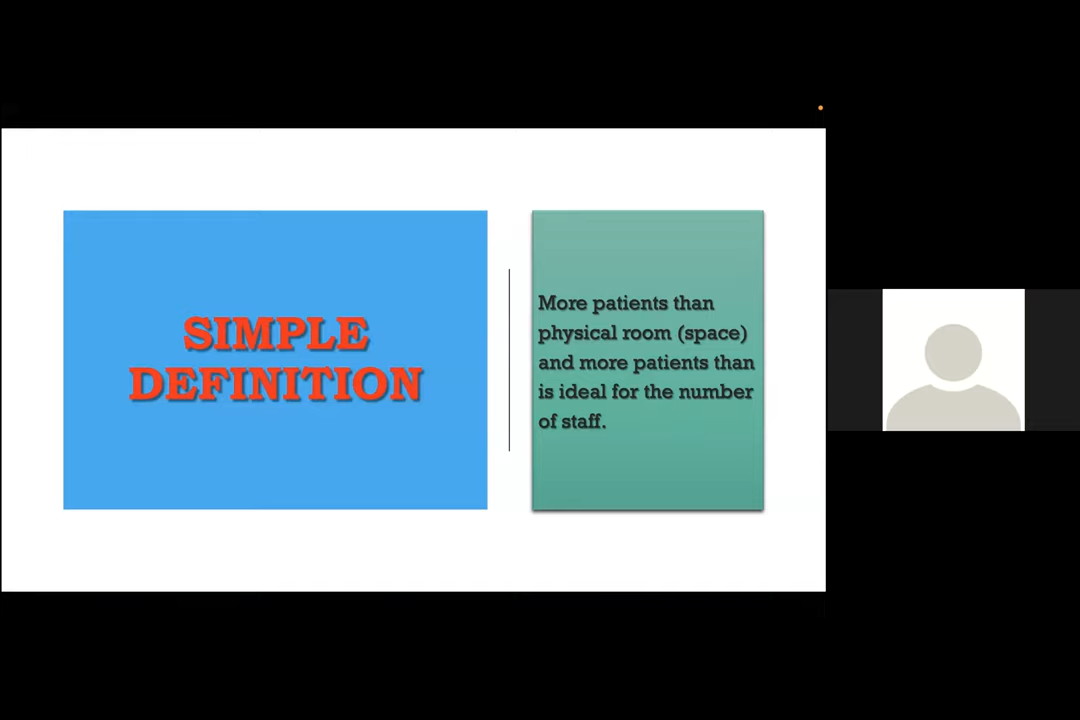 SIMPLE
DEFINITION
More patients than
physical room (space)
and more patients than
is ideal for the number
of staff.